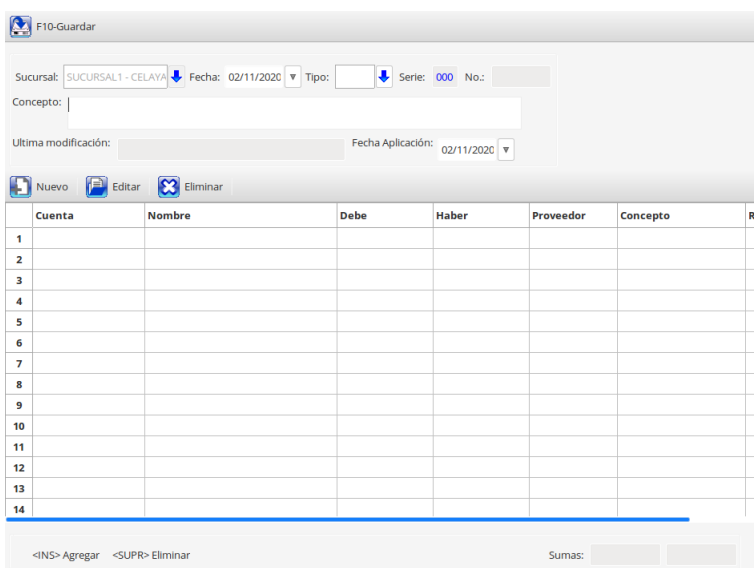 F10-Guardar
Sucursal: SUCURSAL1 - CELAYA Fecha: 02/11/2020 Tipo: Serie: 000 No.:
Concepto:
Ultima modificación: Fecha Aplicación: 02/11/2020
Nuevo Editar Eliminar
Cuenta Nombre Debe Haber Proveedor Concepto R
1
2
3
4
5
6
7
8
9
10
11
12
13
14
<INS> Agregar <SUPR> Eliminar Sumas: